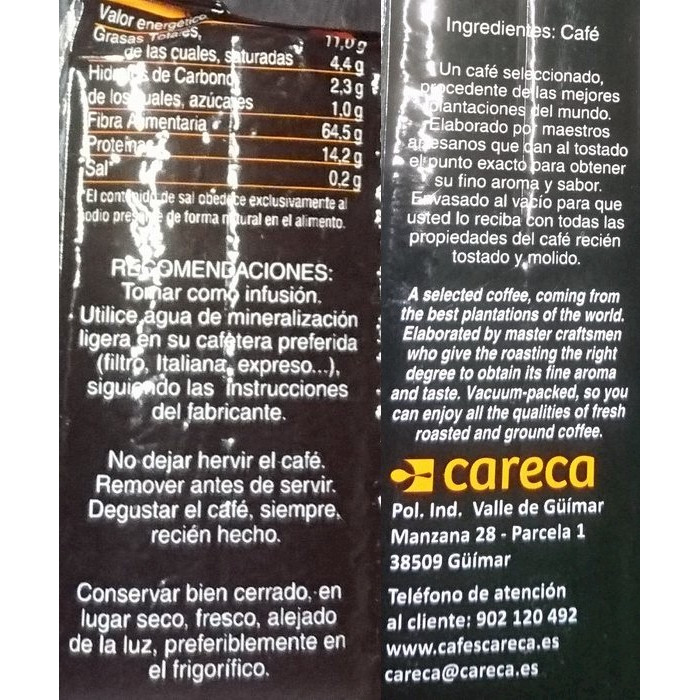 Valor energético
Grasas Totales, 11,0 g
de las cuales, saturadas 4,4 g
Hidratos de Carbono 2,3 g
de los cuales, azúcares 1,0 g
Fibra Alimentaria 64,5 g
Proteínas 14,2 g
Sal* 0,2 g
*El contenido de sal obedece exclusivamente al
sodio presente de forma natural en el alimento.
RECOMENDACIONES:
Tomar como infusión.
Utilice agua de mineralización
ligera en su cafetera preferida
(filtro, Italiana, expreso...),
siguiendo las instrucciones
del fabricante.
No dejar hervir el café.
Remover antes de servir.
Degustar el café, siempre,
recién hecho.
Conservar bien cerrado, en
lugar seco, fresco, alejado
de la luz, preferiblemente en
el frigorífico.
Ingredientes: Café
Un café seleccionado,
procedente de las mejores
plantaciones del mundo.
Elaborado por maestros
artesanos que dan al tostado
el punto exacto para obtener
su fino aroma y sabor.
Envasado al vacío para que
usted lo reciba con todas las
propiedades del café recién
tostado y molido.
A selected coffee, coming from
the best plantations of the world.
Elaborated by master craftsmen
who give the roasting the right
degree to obtain its fine aroma
and taste. Vacuum-packed, so you
can enjoy all the qualities of fresh
roasted and ground coffee.
careca
Pol. Ind. Valle de Güímar
Manzana 28 - Parcela 1
38509 Güímar
Teléfono de atención
al cliente: 902 120 492
www.cafescareca.es
careca@careca.es